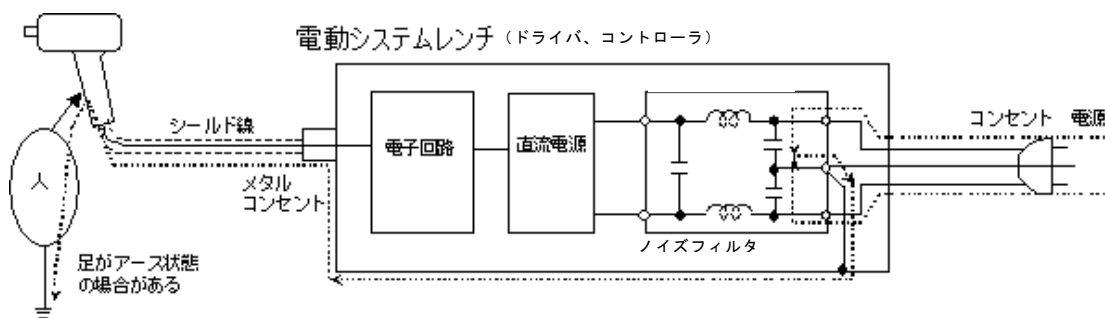 電動システムレンチ（ドライバ、コントローラ）
シールド線
メタル
コンセント
電子回路
直流電源
ノイズフィルタ
コンセント 電源
人
足がアース状態
の場合がある